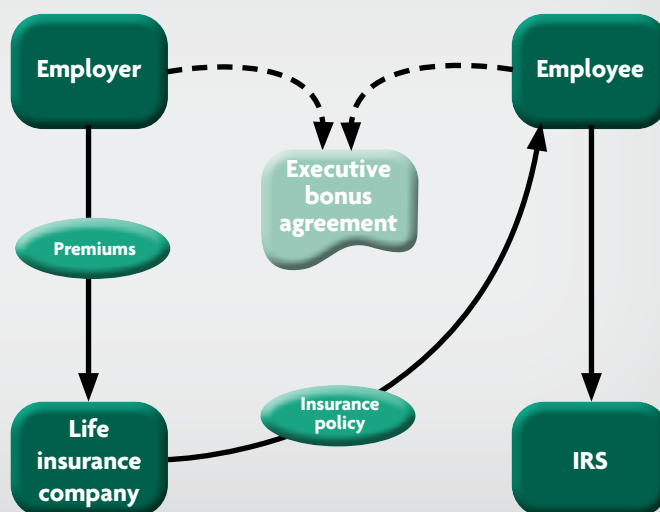 Employer
Employee
Executive
bonus
agreement
Premiums
Insurance
policy
Life
insurance
company
IRS